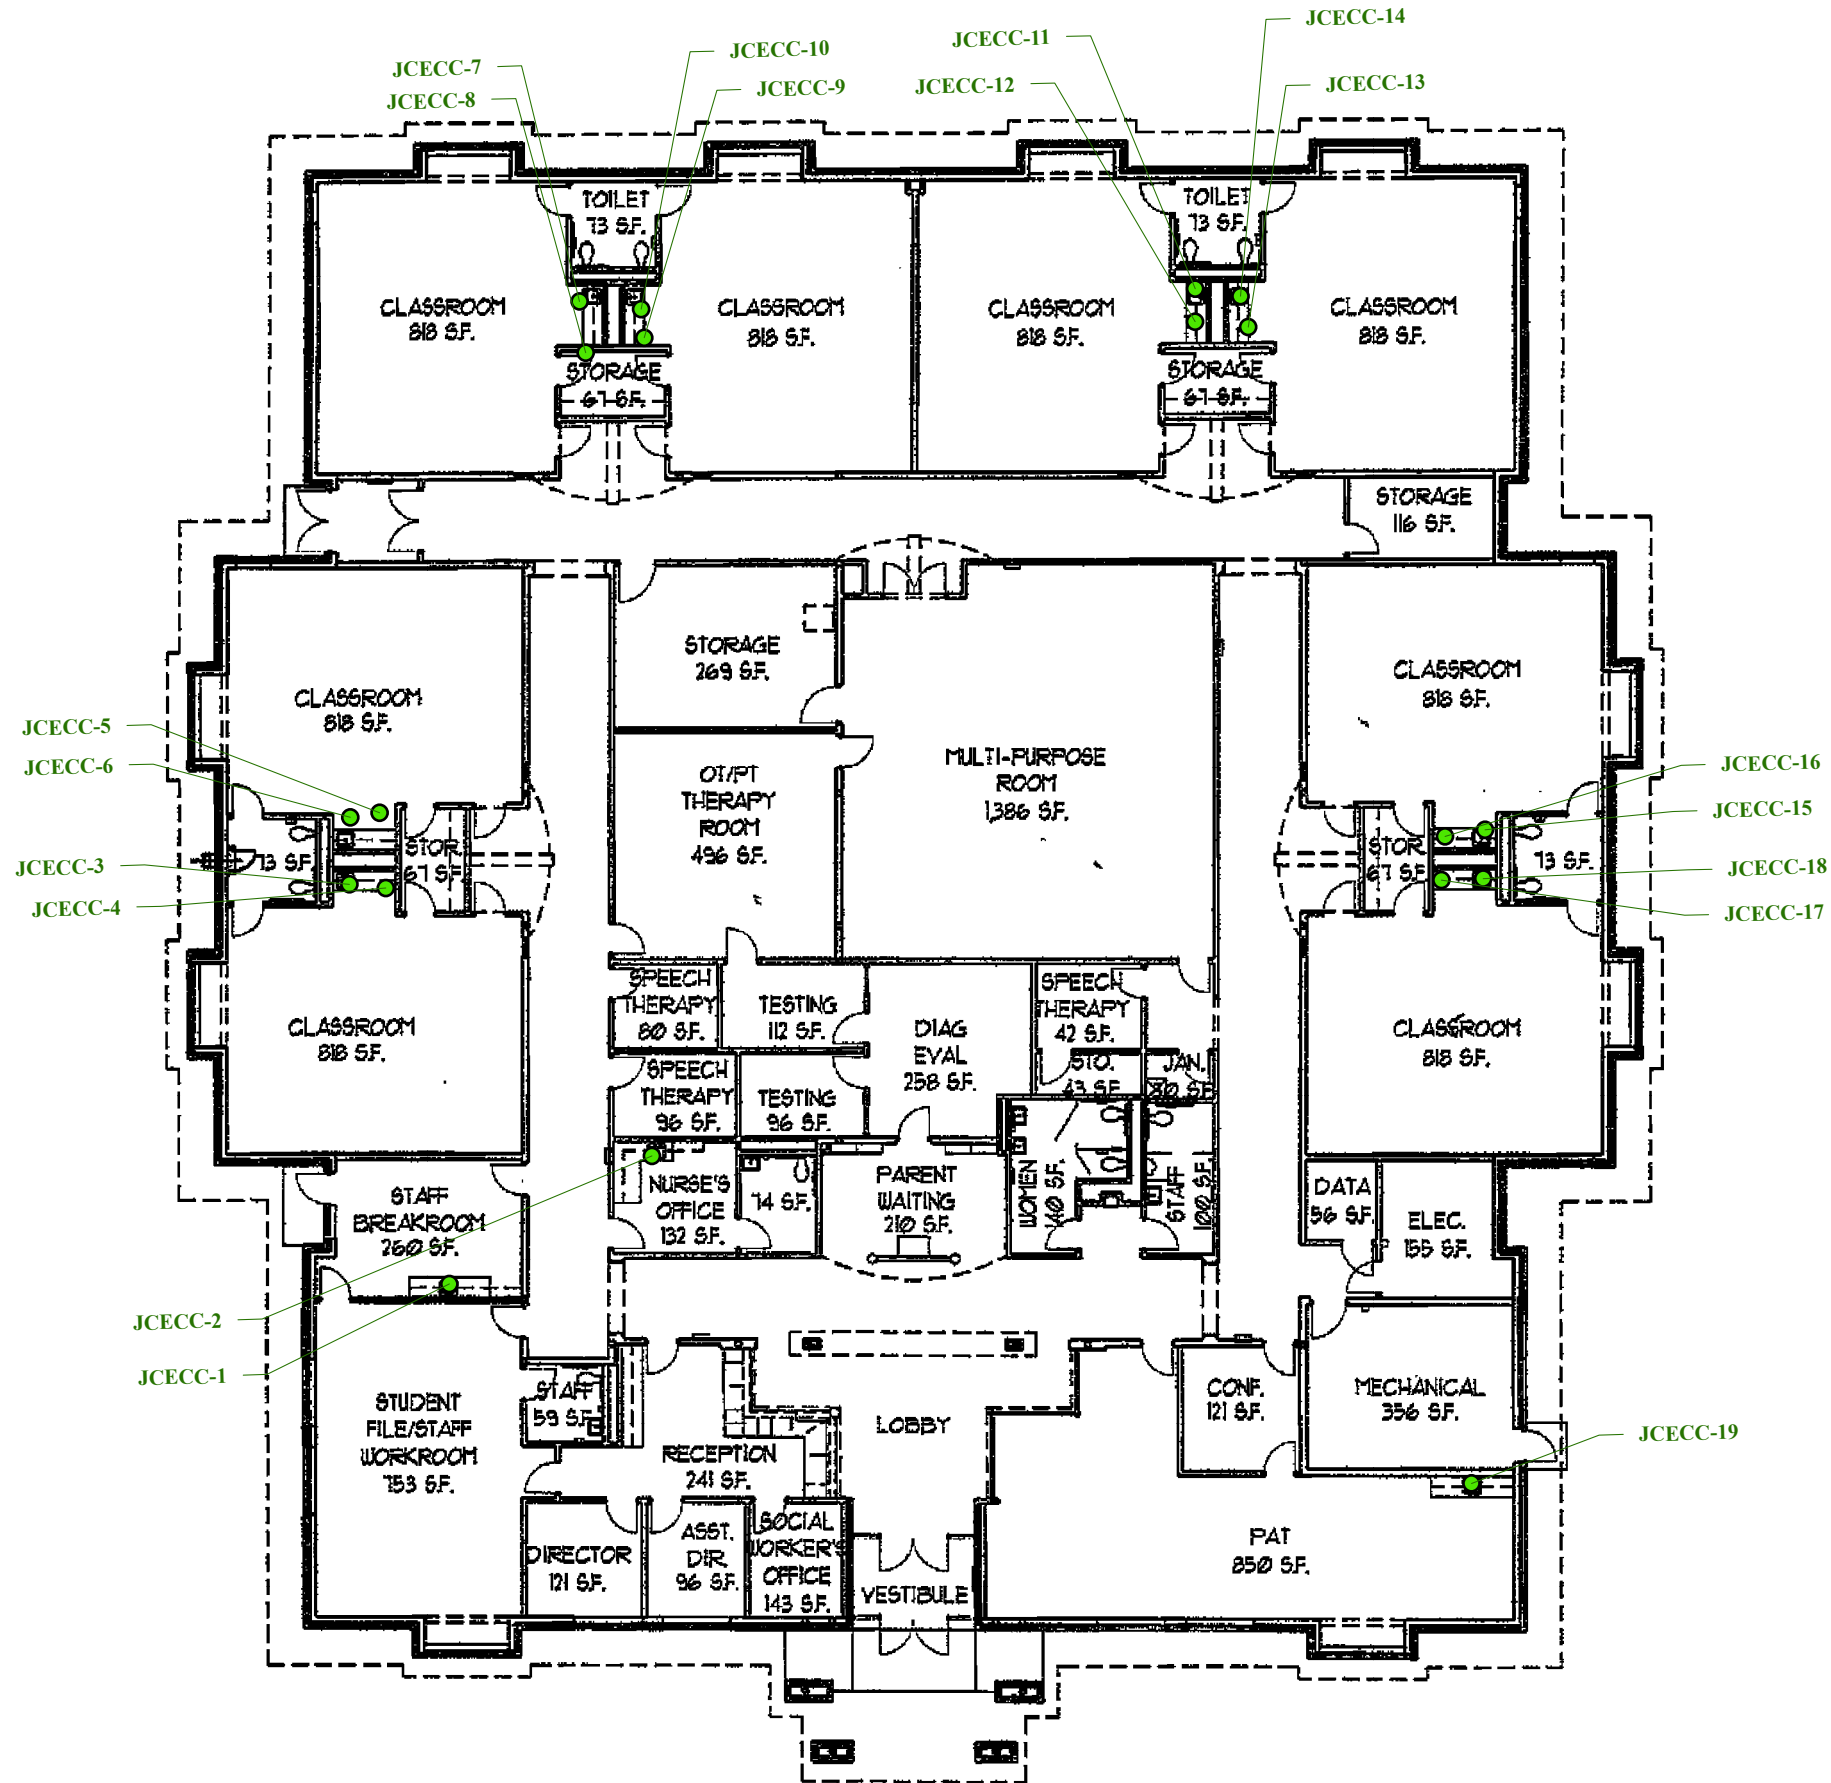 JCECC-14
JCECC-11
JCECC-10
JCECC-7
JCECC-9
JCECC-12
JCECC-13
JCECC-8
TOILET
73 S.F.
TOILET
73 S.F.
CLASSROOM
818 S.F.
CLASSROOM
818 S.F.
CLASSROOM
818 S.F.
CLASSROOM
818 S.F.
STORAGE
67 S.F.
STORAGE
67 S.F.
STORAGE
116 S.F.
STORAGE
269 S.F.
CLASSROOM
818 S.F.
CLASSROOM
818 S.F.
JCECC-5
JCECC-6
OT/PT
THERAPY
ROOM
496 S.F.
MULTI-PURPOSE
ROOM
1,386 S.F.
JCECC-16
JCECC-15
JCECC-3
JCECC-4
73 S.F.
STOR.
67 S.F.
STOR.
67 S.F.
73 S.F.
JCECC-18
JCECC-17
CLASSROOM
818 S.F.
SPEECH
THERAPY
80 S.F.
TESTING
112 S.F.
DIAG
EVAL
258 S.F.
SPEECH
THERAPY
42 S.F.
CLASSROOM
818 S.F.
STO.
43 S.F.
JAN.
80 S.F.
SPEECH
THERAPY
96 S.F.
TESTING
96 S.F.
STAFF
BREAKROOM
260 S.F.
NURSE'S
OFFICE
132 S.F.
74 S.F.
PARENT
WAITING
210 S.F.
WOMEN
140 S.F.
STAFF
100 S.F.
DATA
56 S.F.
ELEC.
155 S.F.
JCECC-2
JCECC-1
STUDENT
FILE/STAFF
WORKROOM
753 S.F.
STAFF
59 S.F.
RECEPTION
241 S.F.
LOBBY
CONF.
121 S.F.
MECHANICAL
356 S.F.
JCECC-19
DIRECTOR
121 S.F.
ASST.
DIR.
96 S.F.
SOCIAL
WORKER'S
OFFICE
143 S.F.
VESTIBULE
PAT
850 S.F.